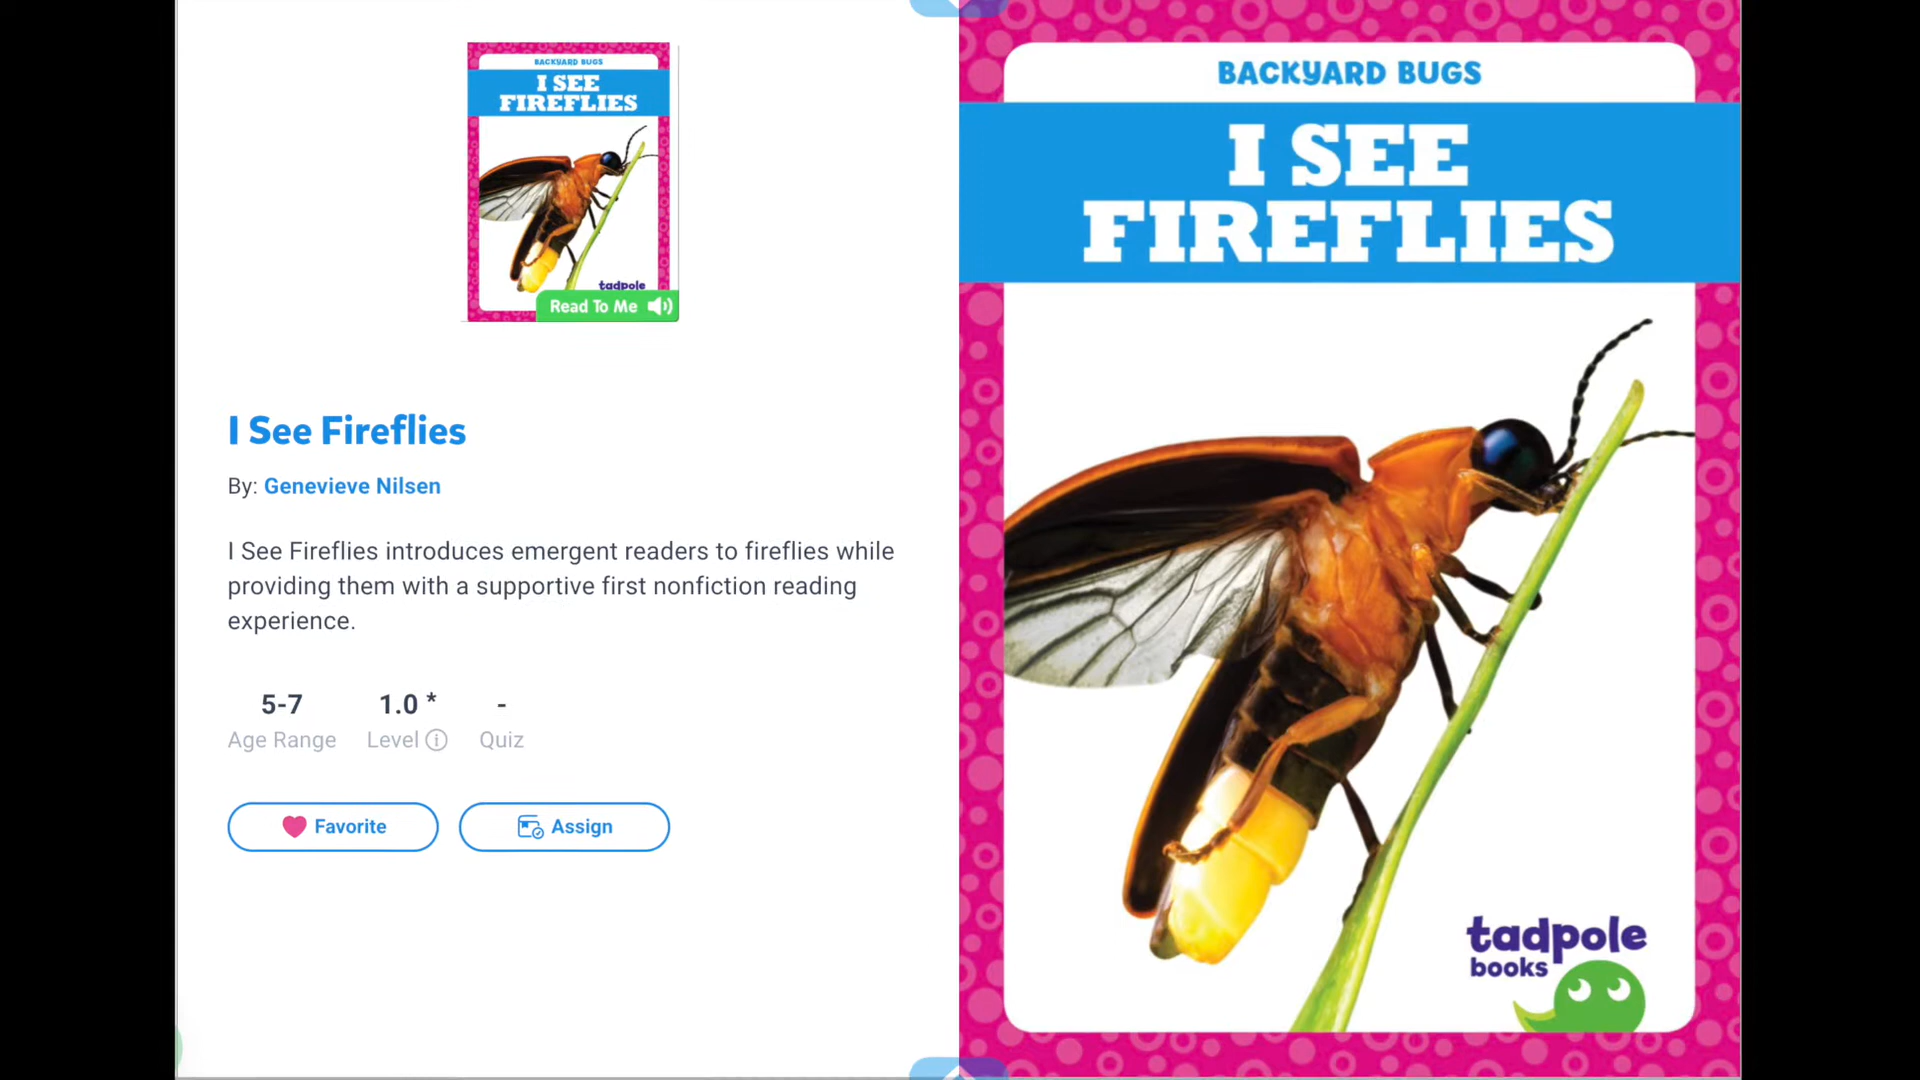 BACKYARD BUGS
I SEE
FIREFLIES
tadpole
Read To Me
I See Fireflies
By: Genevieve Nilsen
I See Fireflies introduces emergent readers to fireflies while
providing them with a supportive first nonfiction reading
experience.
5-7 1.0 * -
Age Range Level Quiz
Favorite Assign
BACKYARD BUGS
I SEE
FIREFLIES
tadpole
books